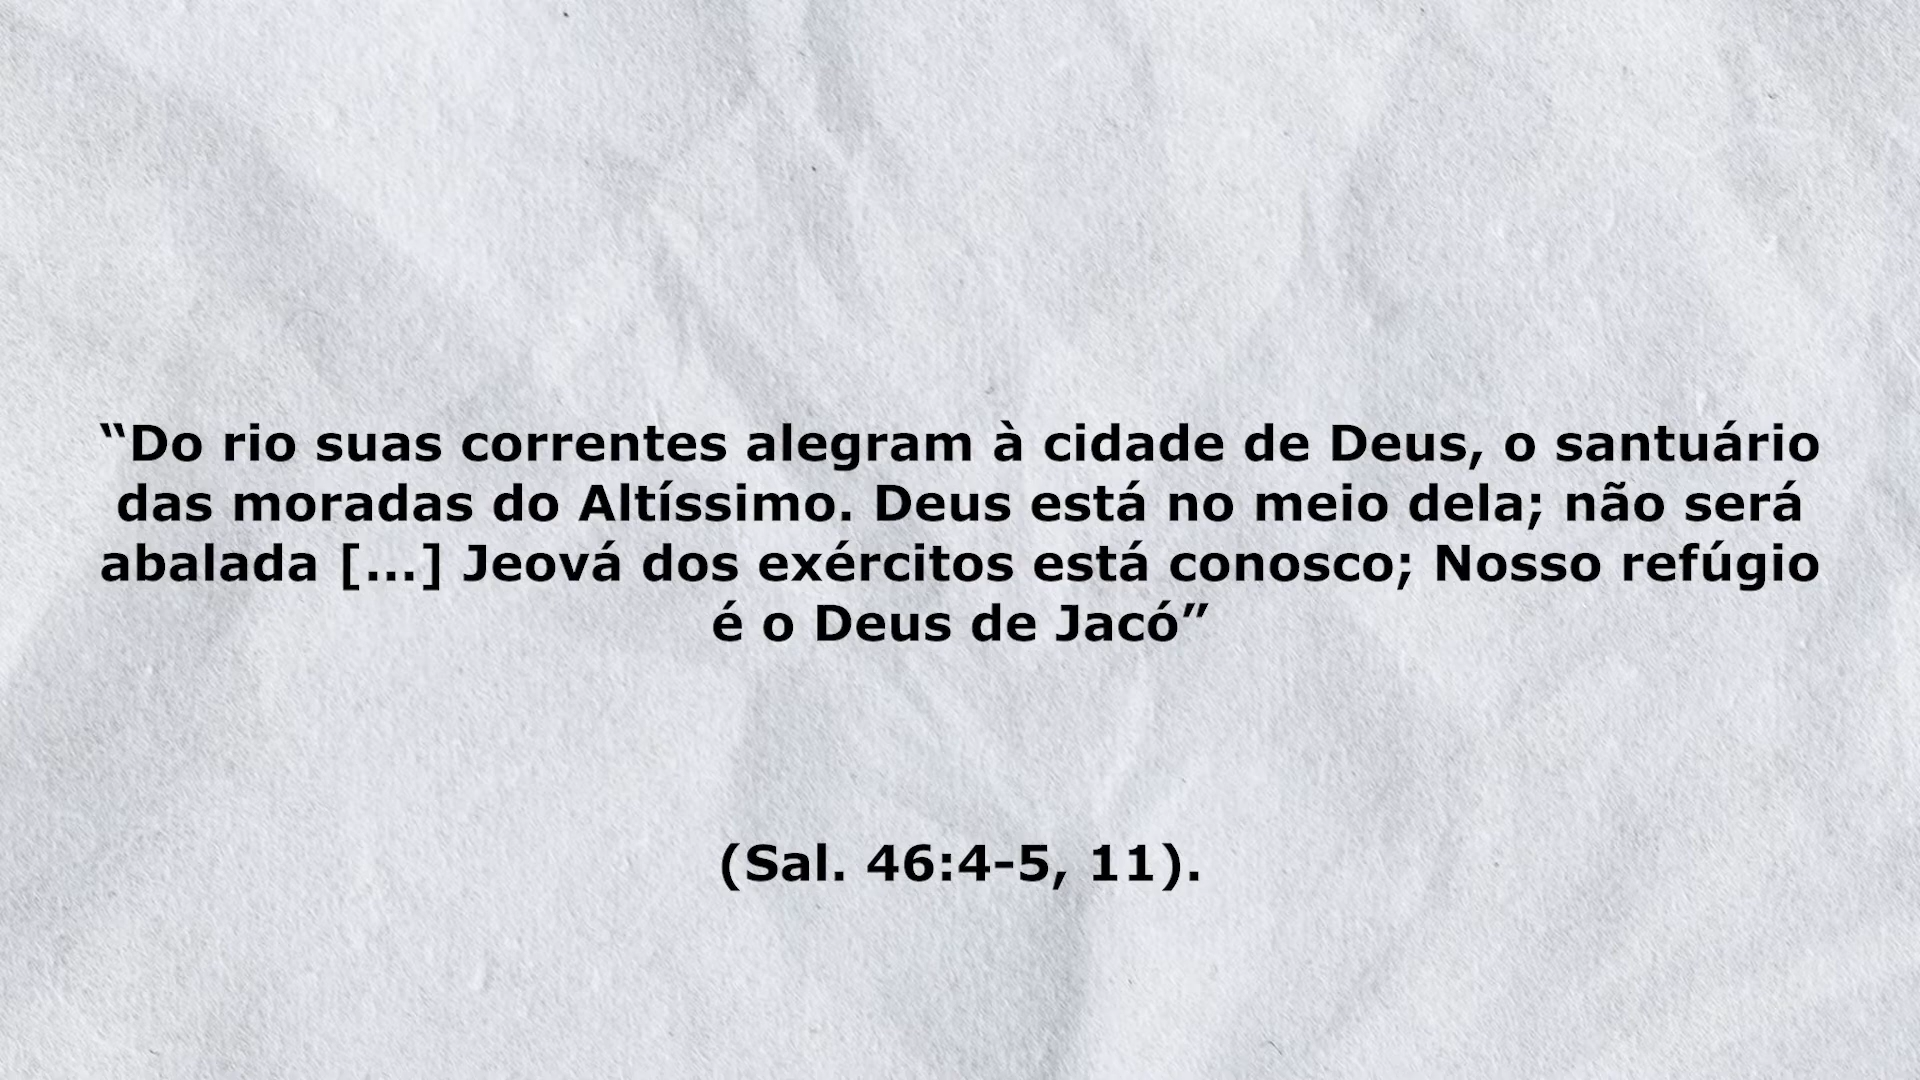 “Do rio suas correntes alegram à cidade de Deus, o santuário
das moradas do Altíssimo. Deus está no meio dela; não será
abalada [...] Jeová dos exércitos está conosco; Nosso refúgio
é o Deus de Jacó”
(Sal. 46:4-5, 11).